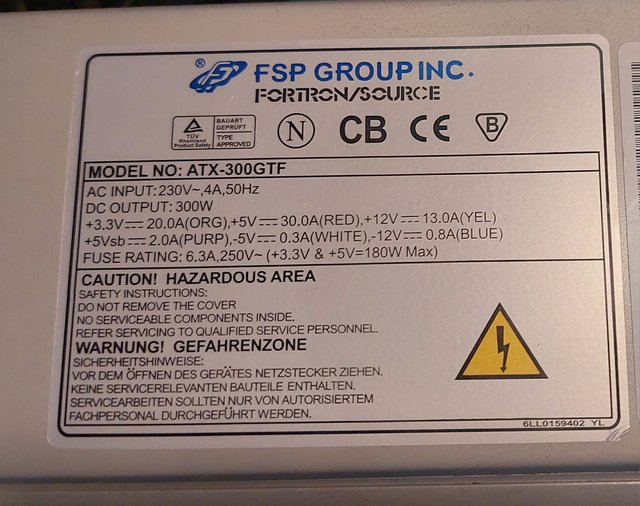 ® FSP GROUP INC.
FORTRON/SOURCE
TÜV
Rheinland
Product Safety
BAUART
GEPRUFT
TYPE
APPROVED
N
CB
CE
B
MODEL NO: ATX-300GTF
AC INPUT: 230V~,4A,50Hz
DC OUTPUT: 300W
+3.3V⎓20.0A(ORG),+5V⎓30.0A(RED),+12V⎓13.0A(YEL)
+5Vsb⎓2.0A(PURP),-5V⎓0.3A(WHITE),-12V⎓0.8A(BLUE)
FUSE RATING: 6.3A,250V~ (+3.3V & +5V=180W Max)
CAUTION! HAZARDOUS AREA
SAFETY INSTRUCTIONS:
DO NOT REMOVE THE COVER
NO SERVICEABLE COMPONENTS INSIDE.
REFER SERVICING TO QUALIFIED SERVICE PERSONNEL.
WARNUNG! GEFAHRENZONE
SICHERHEITSHINWEISE:
VOR DEM ÖFFNEN DES GERÄTES NETZSTECKER ZIEHEN.
KEINE SERVICERELEVANTEN BAUTEILE ENTHALTEN.
SERVICEARBEITEN SOLLTEN NUR VON AUTORISIERTEM
FACHPERSONAL DURCHGEFÜHRT WERDEN.
6LL0159402 YL